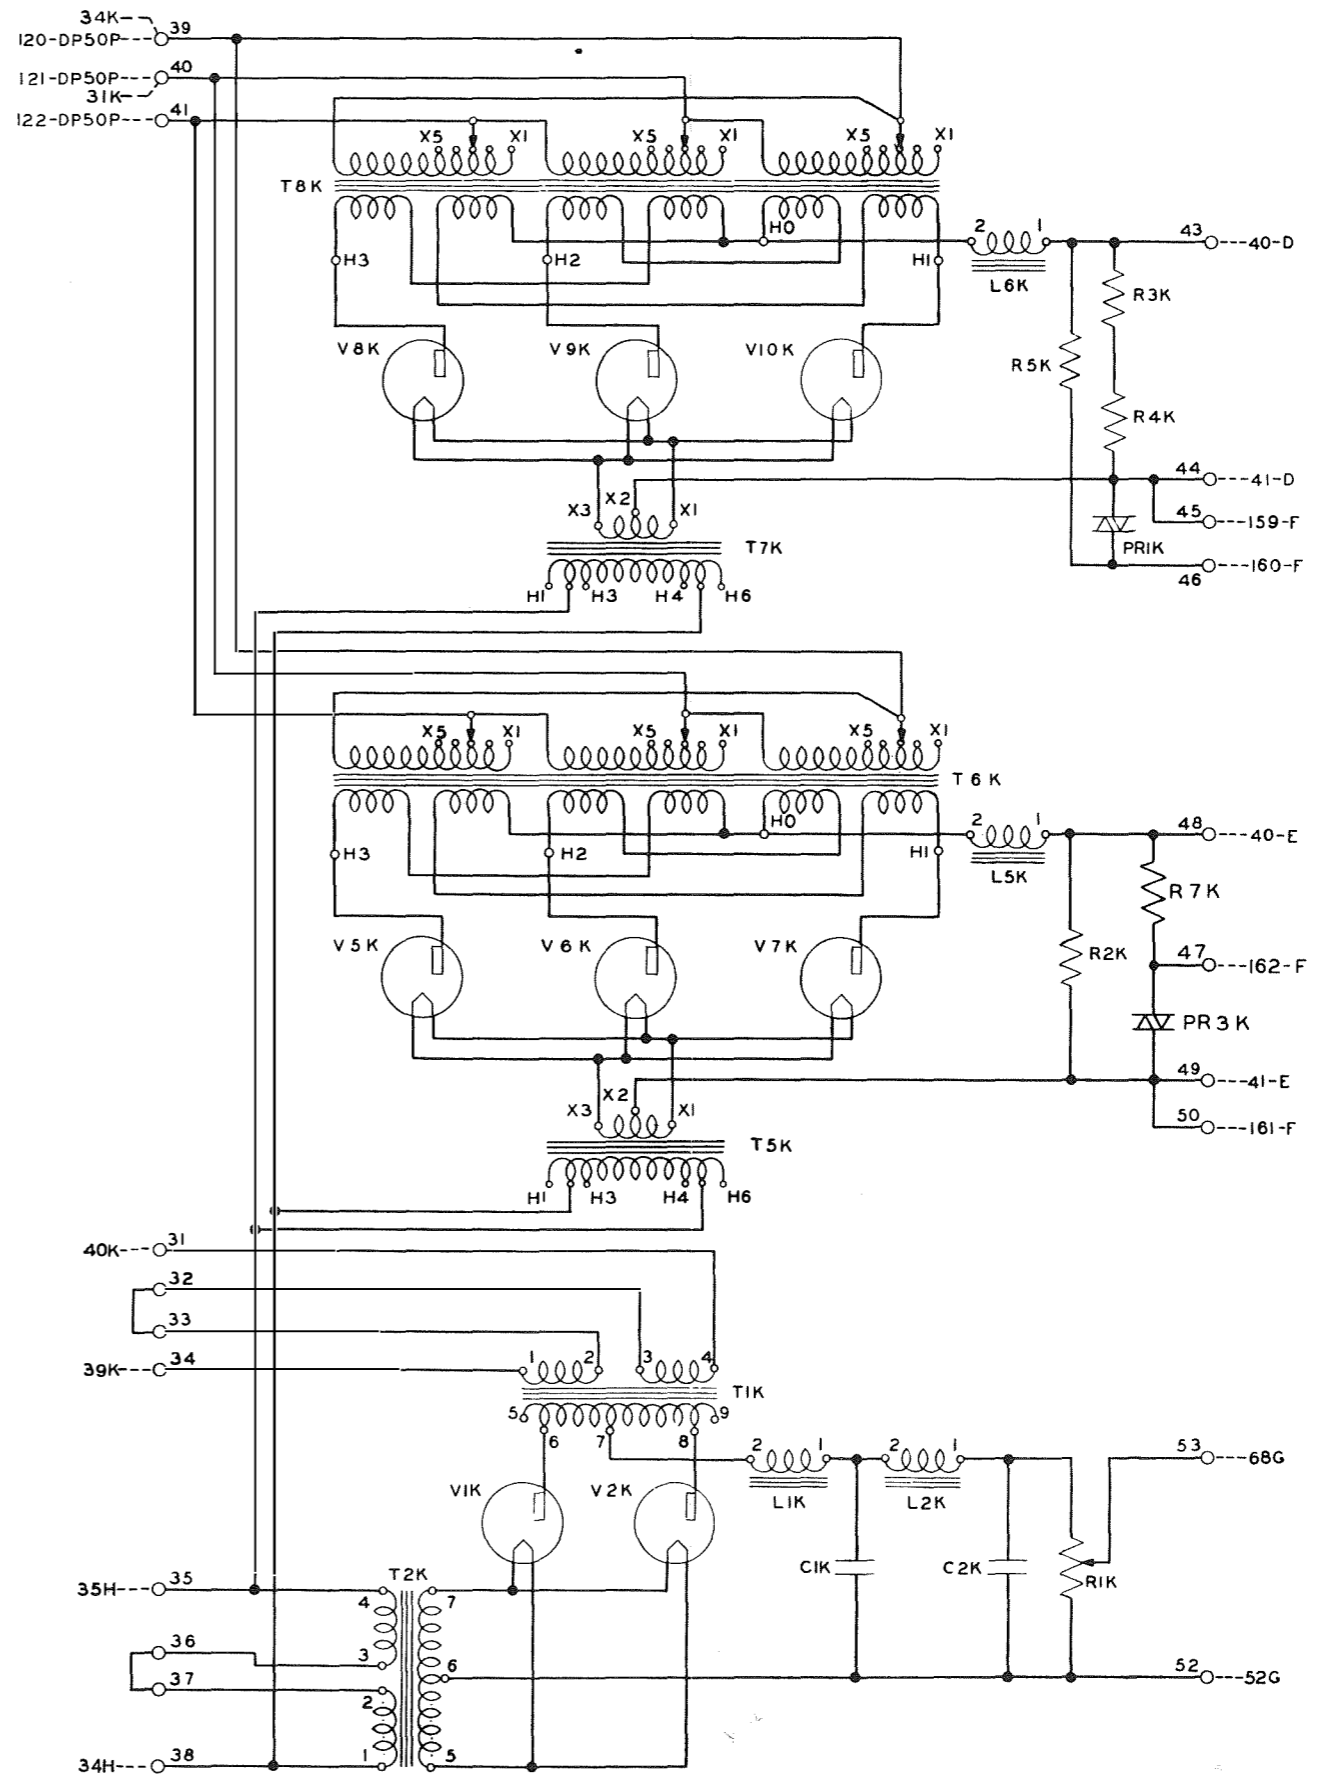 34K--- 39
120-DP50P---
121-DP50P--- 40
31K---
122-DP50P--- 41
X5 X1 X5 X1 X5 X1
T8K
H0
H3 H2 H1
2 1
L6K
43 ---40-D
R3K
V8K V9K V10K
R5K
R4K
44 ---41-D
X3 X2 X1
45 ---159-F
T7K
PR1K
46 ---160-F
H1 H3 H4 H6
X5 X1 X5 X1 X5 X1
T6K
H0
H3 H2 H1
2 1
L5K
48 ---40-E
R7K
V5K V6K V7K
R2K
47 ---162-F
PR3K
49 ---41-E
X3 X2 X1
50 ---161-F
T5K
H1 H3 H4 H6
40K--- 31
32
33
39K--- 34
1 2 3 4
T1K
5 9
6 7 8
2 1
L1K
2 1
L2K
53 ---68G
V1K V2K
C1K
C2K
R1K
35H--- 35
T2K
4 7
36
3 6
37
2
52 ---52G
34H--- 38
1 5